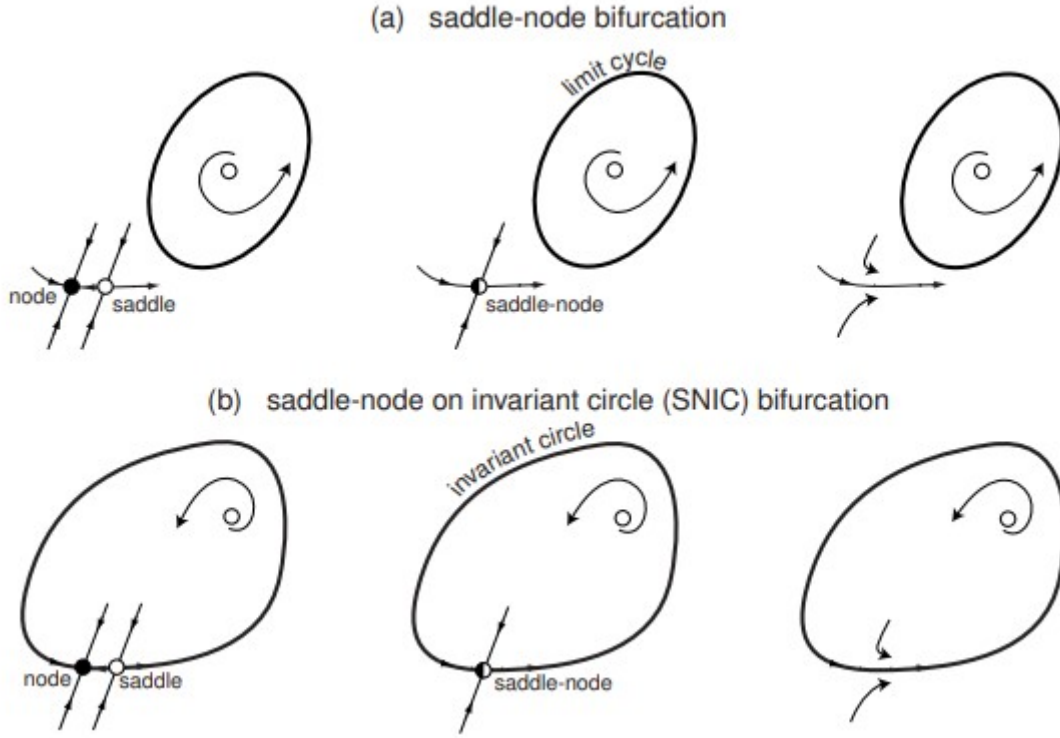 (a) saddle-node bifurcation
limit cycle
node
saddle
saddle-node
(b) saddle-node on invariant circle (SNIC) bifurcation
invariant circle
node
saddle
saddle-node